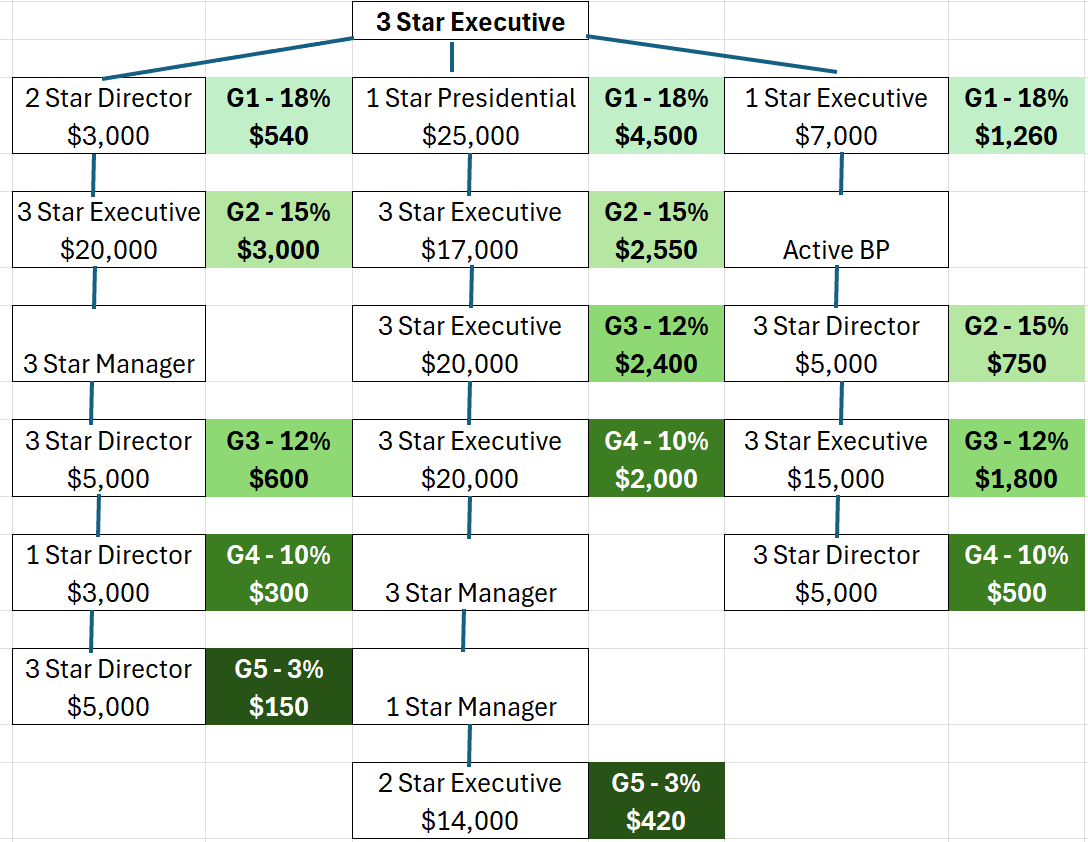 3 Star Executive
2 Star Director
$3,000
G1 - 18%
$540
1 Star Presidential
$25,000
G1 - 18%
$4,500
1 Star Executive
$7,000
G1 - 18%
$1,260
3 Star Executive
$20,000
G2 - 15%
$3,000
3 Star Executive
$17,000
G2 - 15%
$2,550
Active BP
3 Star Manager
3 Star Executive
$20,000
G3 - 12%
$2,400
3 Star Director
$5,000
G2 - 15%
$750
3 Star Director
$5,000
G3 - 12%
$600
3 Star Executive
$20,000
G4 - 10%
$2,000
3 Star Executive
$15,000
G3 - 12%
$1,800
1 Star Director
$3,000
G4 - 10%
$300
3 Star Manager
3 Star Director
$5,000
G4 - 10%
$500
3 Star Director
$5,000
G5 - 3%
$150
1 Star Manager
2 Star Executive
$14,000
G5 - 3%
$420